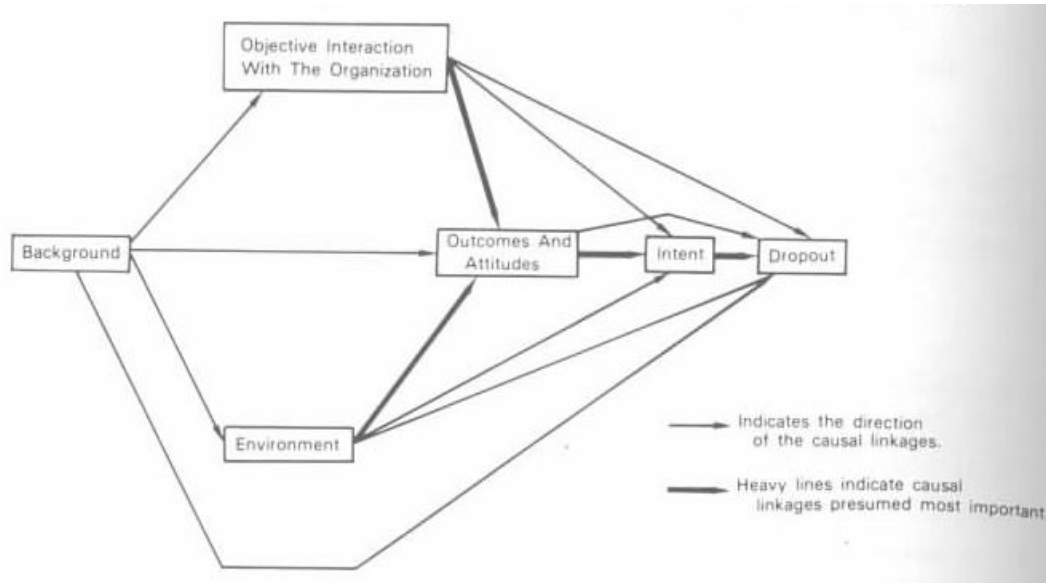 Objective Interaction
With The Organization
Background
Outcomes And
Attitudes
Intent
Dropout
Environment
Indicates the direction
of the causal linkages.
Heavy lines indicate causal
linkages presumed most important